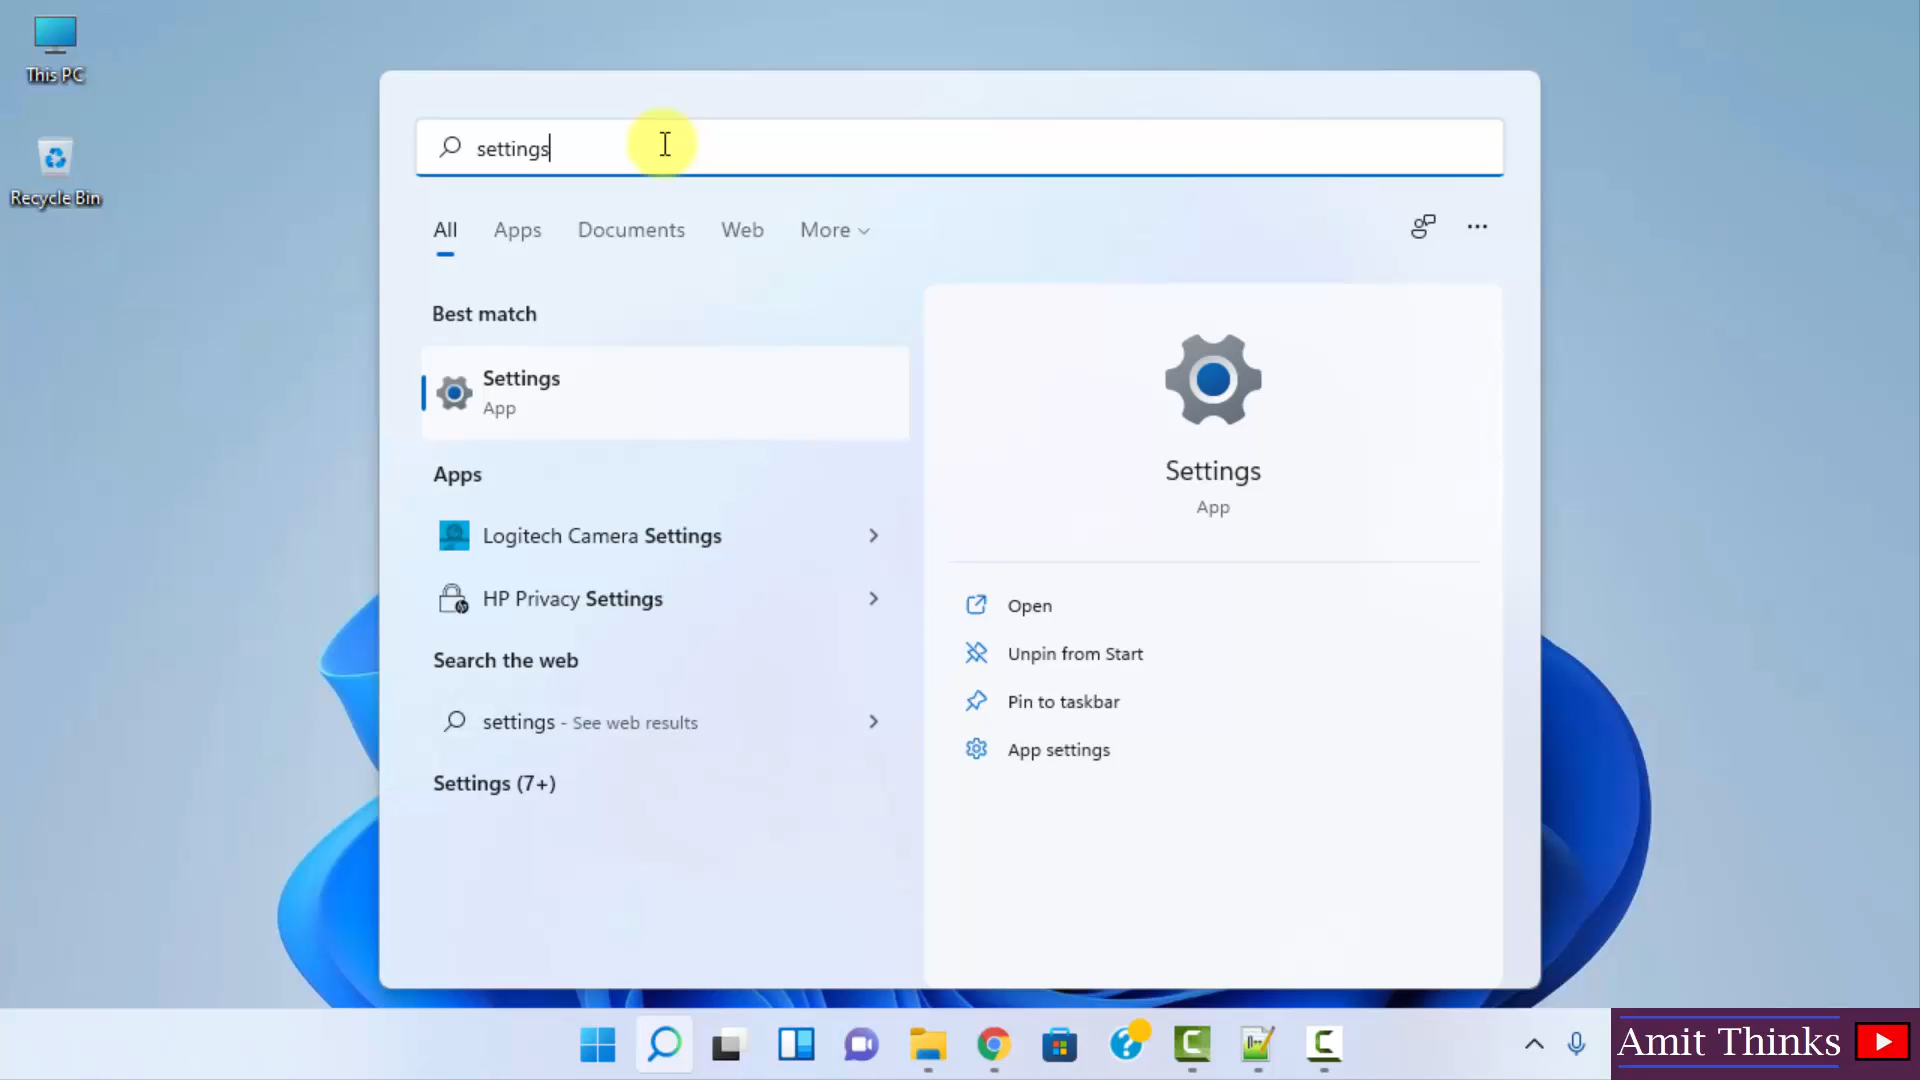 This PC
Recycle Bin
settings
All Apps Documents Web More
Best match
Settings
App
Apps
Logitech Camera Settings
HP Privacy Settings
Search the web
settings - See web results
Settings (7+)
Settings
App
Open
Unpin from Start
Pin to taskbar
App settings
Amit Thinks